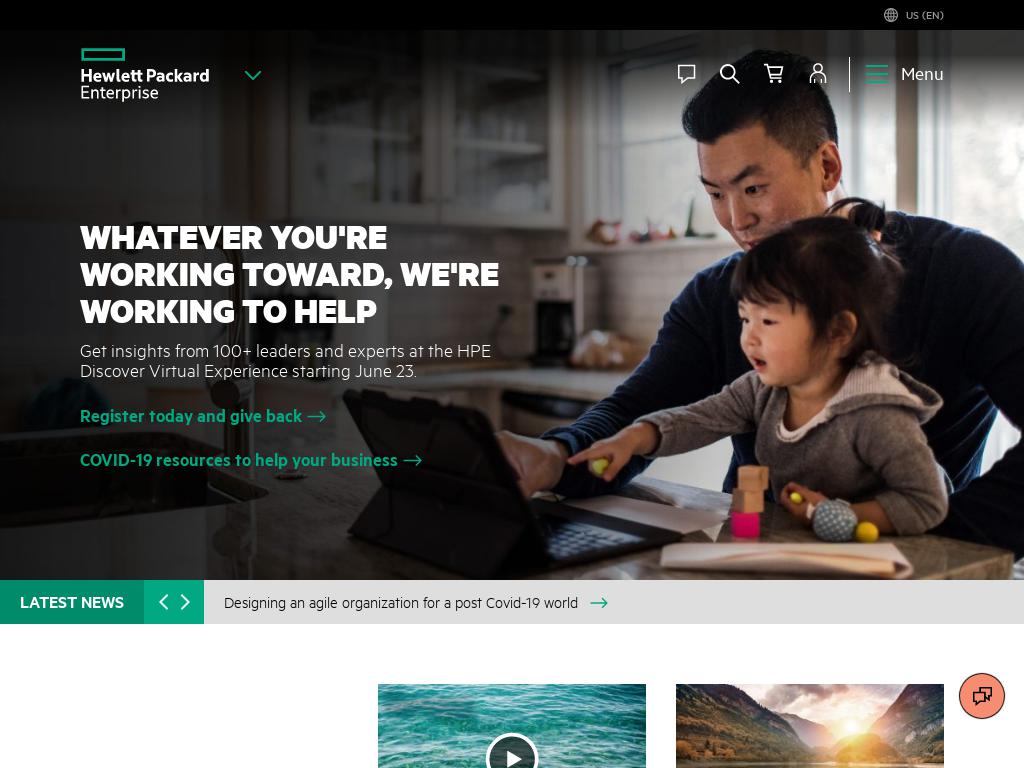 US (EN)
Hewlett Packard
Enterprise
Menu
WHATEVER YOU'RE
WORKING TOWARD, WE'RE
WORKING TO HELP
Get insights from 100+ leaders and experts at the HPE
Discover Virtual Experience starting June 23.
Register today and give back
COVID-19 resources to help your business
LATEST NEWS
Designing an agile organization for a post Covid-19 world